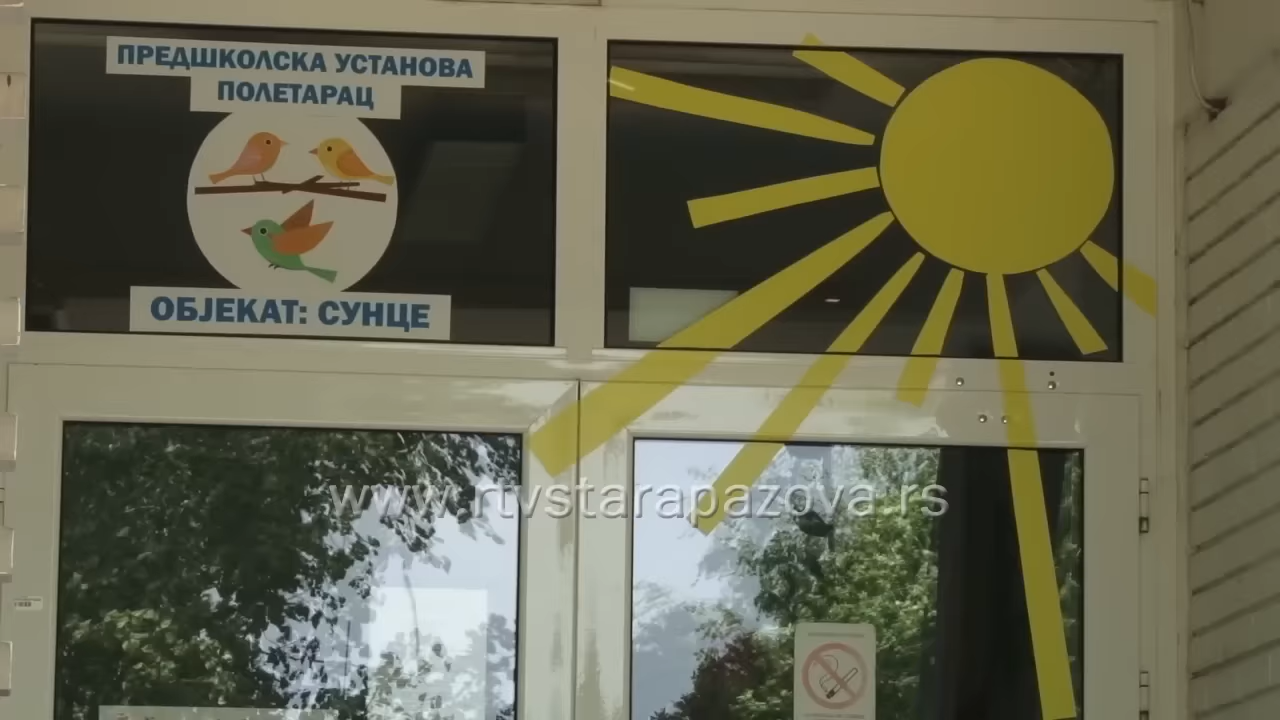 ПРЕДШКОЛСКА УСТАНОВА
ПОЛЕТАРАЦ
ОБЈЕКАТ: СУНЦЕ
www.rtvstarapazova.rs